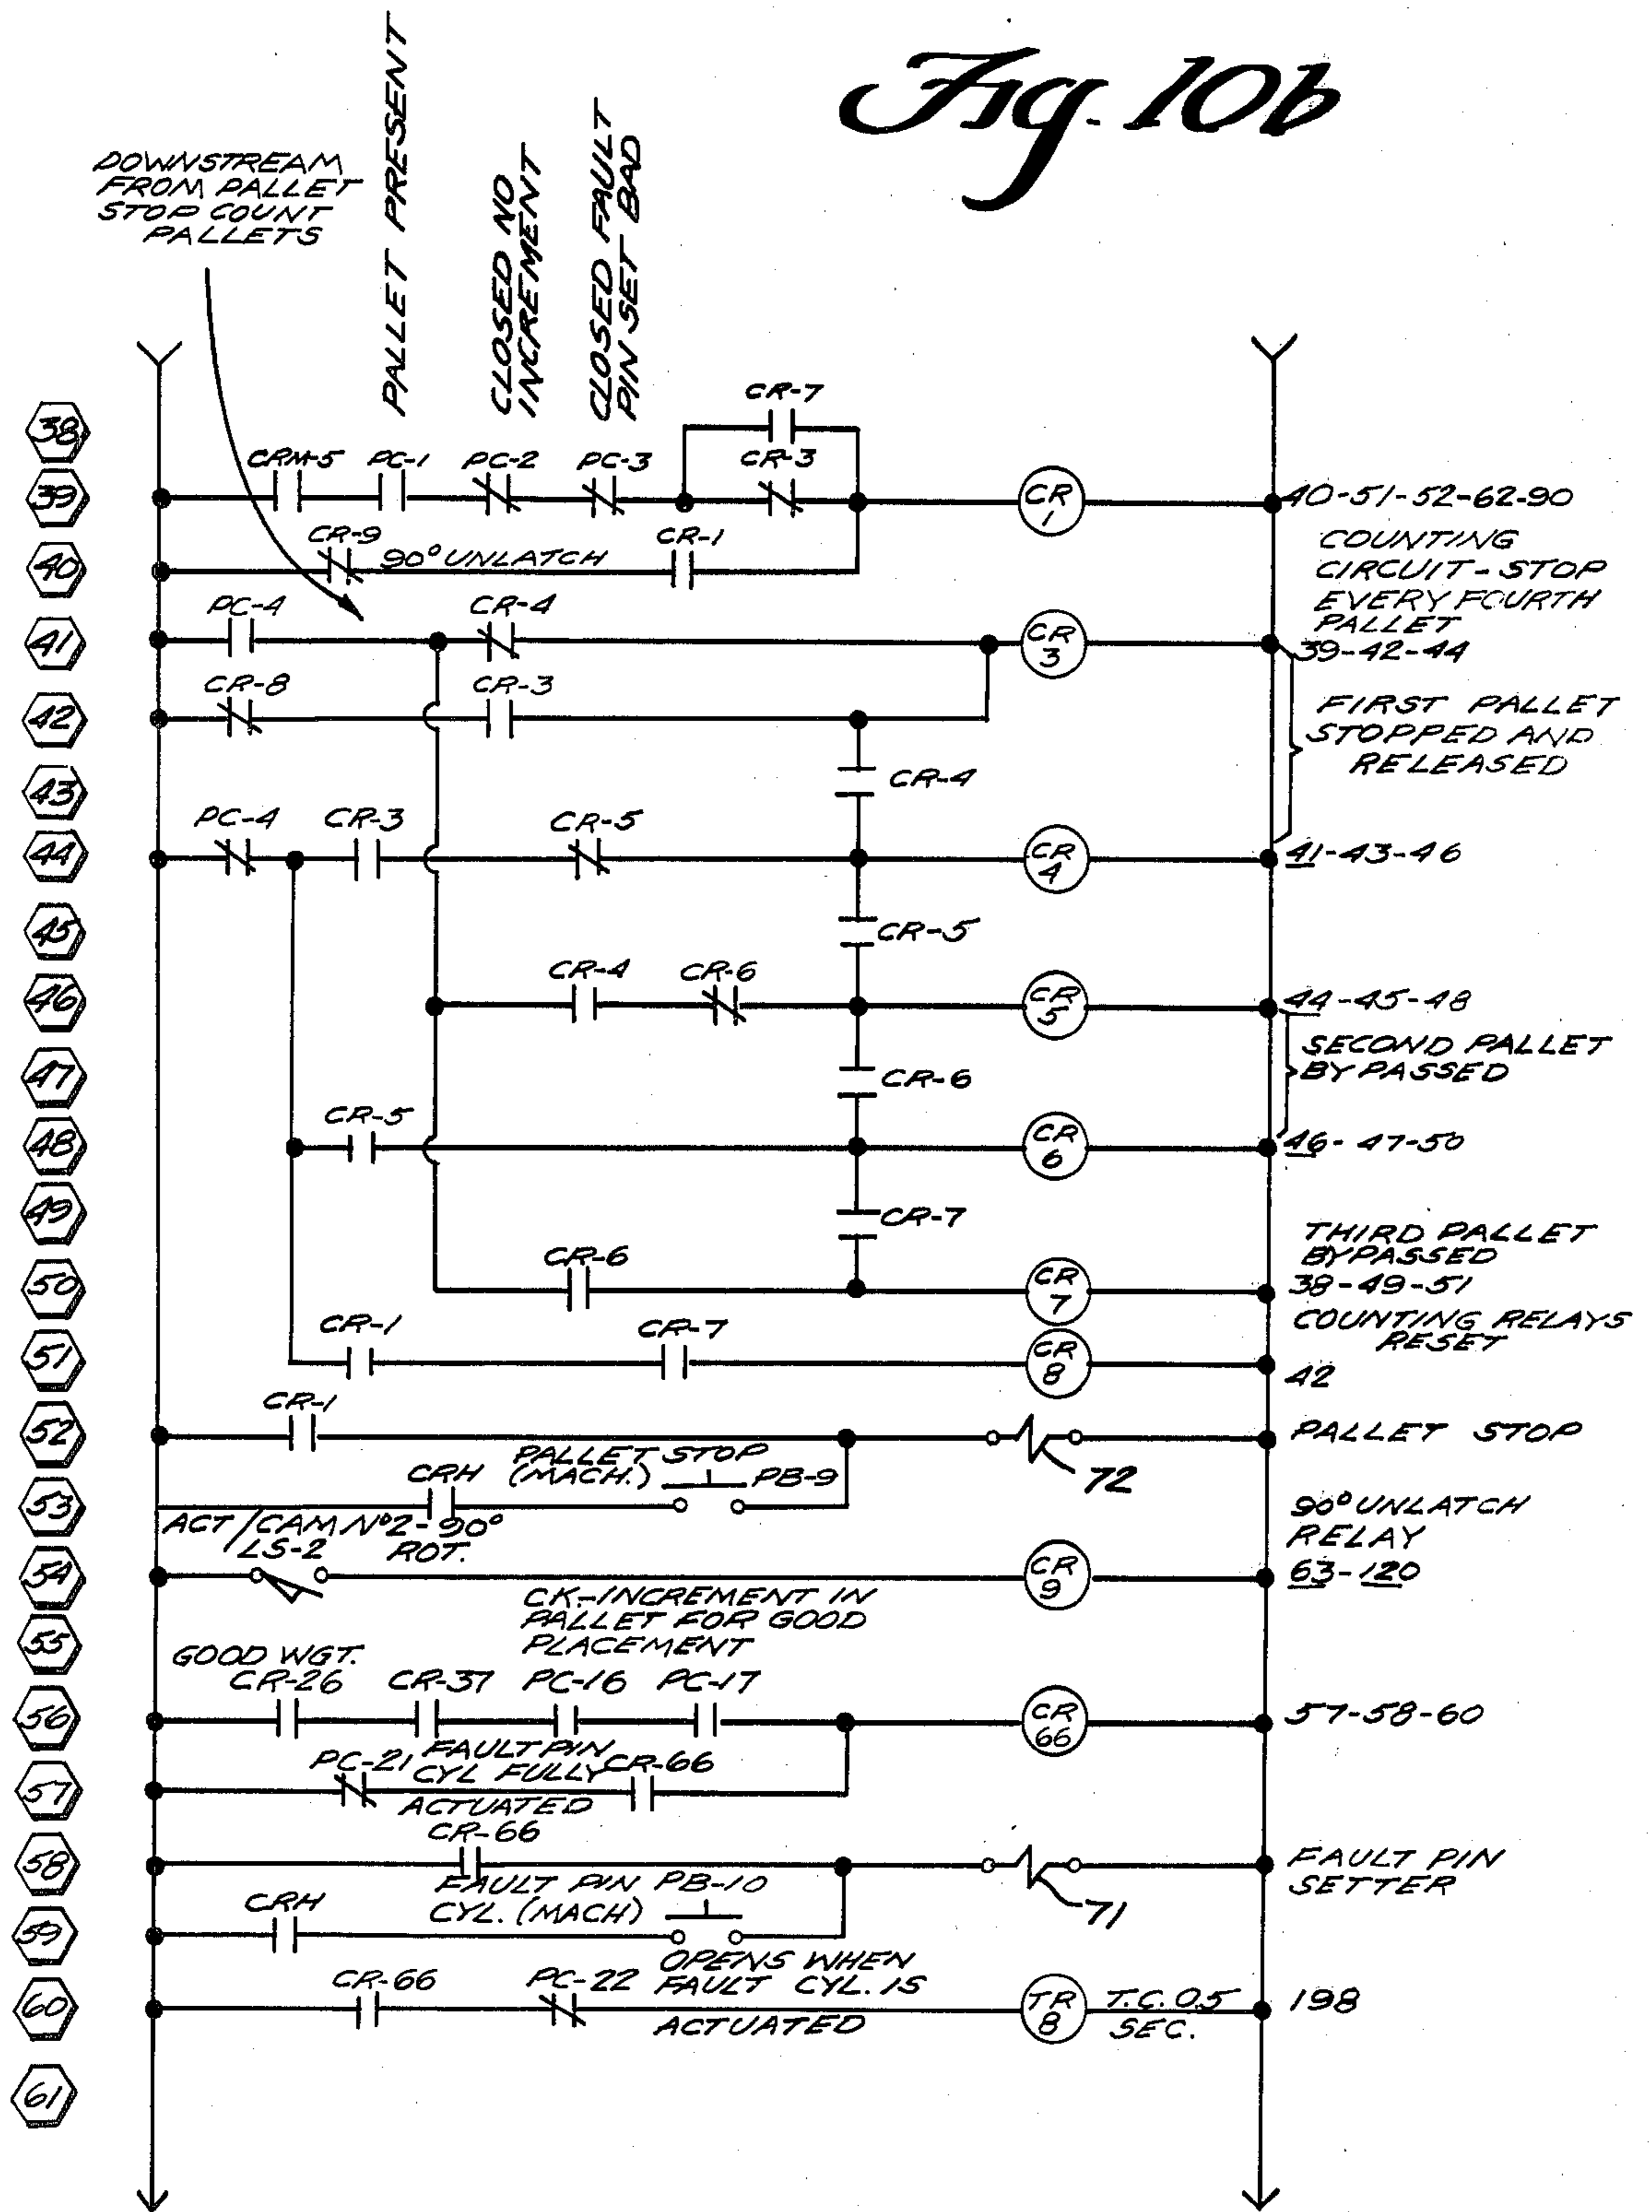 Fig. 10b
DOWNSTREAM
FROM PALLET
STOP COUNT
PALLETS
PALLET PRESENT
CLOSED NO
INCREMENT
CLOSED FAULT
PIN SET BAD
38
CR-7
39
CRM-5 PC-1 PC-2 PC-3 CR-3
CR
1
40-51-52-62-90
40
CR-9 90° UNLATCH CR-1
COUNTING
CIRCUIT-STOP
EVERY FOURTH
PALLET
41
PC-4 CR-4
CR
3
39-42-44
42
CR-8 CR-3
FIRST PALLET
STOPPED AND
RELEASED
43
CR-4
44
PC-4 CR-3 CR-5
CR
4
41-43-46
45
CR-5
46
CR-4 CR-6
CR
5
44-45-48
SECOND PALLET
BYPASSED
47
CR-6
48
CR-5
CR
6
46-47-50
49
CR-7
THIRD PALLET
BYPASSED
50
CR-6
CR
7
38-49-51
COUNTING RELAYS
RESET
51
CR-1 CR-7
CR
8
42
52
CR-1
72
PALLET STOP
53
CRH PALLET STOP
(MACH.) PB-9
90° UNLATCH
RELAY
54
ACT/CAM Nº2-90°
LS-2 ROT.
CR
9
63-120
55
CK-INCREMENT IN
PALLET FOR GOOD
PLACEMENT
56
GOOD WGT.
CR-26 CR-37 PC-16 PC-17
CR
66
57-58-60
57
PC-21 FAULT PIN
CYL FULLY
ACTUATED
CR-66
58
CR-66
71
FAULT PIN
SETTER
59
CRH FAULT PIN
CYL. (MACH) PB-10
60
CR-66 PC-22 OPENS WHEN
FAULT CYL. IS
ACTUATED
TR
8
T.C. 0.5
SEC.
198
61